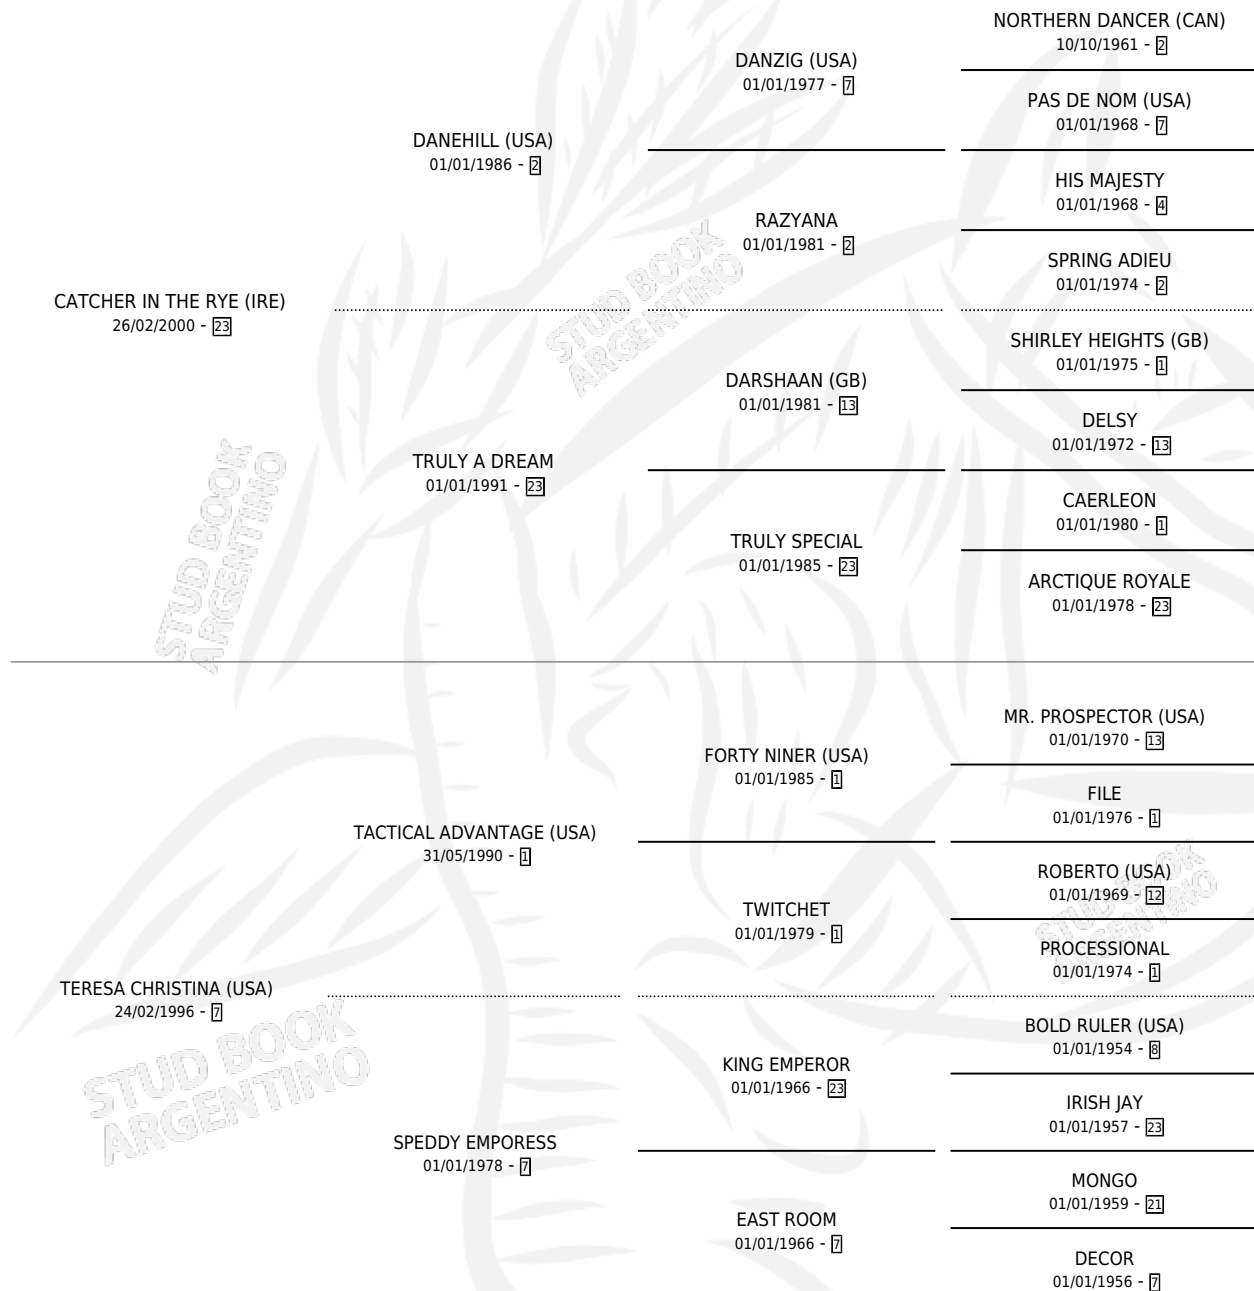 NORTHERN DANCER (CAN)
10/10/1961 - 2
DANZIG (USA)
01/01/1977 - 7
PAS DE NOM (USA)
01/01/1968 - 7
DANEHILL (USA)
01/01/1986 - 2
HIS MAJESTY
01/01/1968 - 4
RAZYANA
01/01/1981 - 2
SPRING ADIEU
01/01/1974 - 2
CATCHER IN THE RYE (IRE)
26/02/2000 - 23
SHIRLEY HEIGHTS (GB)
01/01/1975 - 1
DARSHAAN (GB)
01/01/1981 - 13
DELSY
01/01/1972 - 13
TRULY A DREAM
01/01/1991 - 23
CAERLEON
01/01/1980 - 1
TRULY SPECIAL
01/01/1985 - 23
ARCTIQUE ROYALE
01/01/1978 - 23
MR. PROSPECTOR (USA)
01/01/1970 - 13
FORTY NINER (USA)
01/01/1985 - 1
FILE
01/01/1976 - 1
TACTICAL ADVANTAGE (USA)
31/05/1990 - 1
ROBERTO (USA)
01/01/1969 - 12
TWITCHET
01/01/1979 - 1
PROCESSIONAL
01/01/1974 - 1
TERESA CHRISTINA (USA)
24/02/1996 - 7
BOLD RULER (USA)
01/01/1954 - 8
KING EMPEROR
01/01/1966 - 23
IRISH JAY
01/01/1957 - 23
SPEDDY EMPORESS
01/01/1978 - 7
MONGO
01/01/1959 - 21
EAST ROOM
01/01/1966 - 7
DECOR
01/01/1956 - 7
STUD BOOK
ARGENTINO
STUD BOOK
ARGENTINO
STUD BOOK
ARGENTINO
STUD BOOK
ARGENTINO